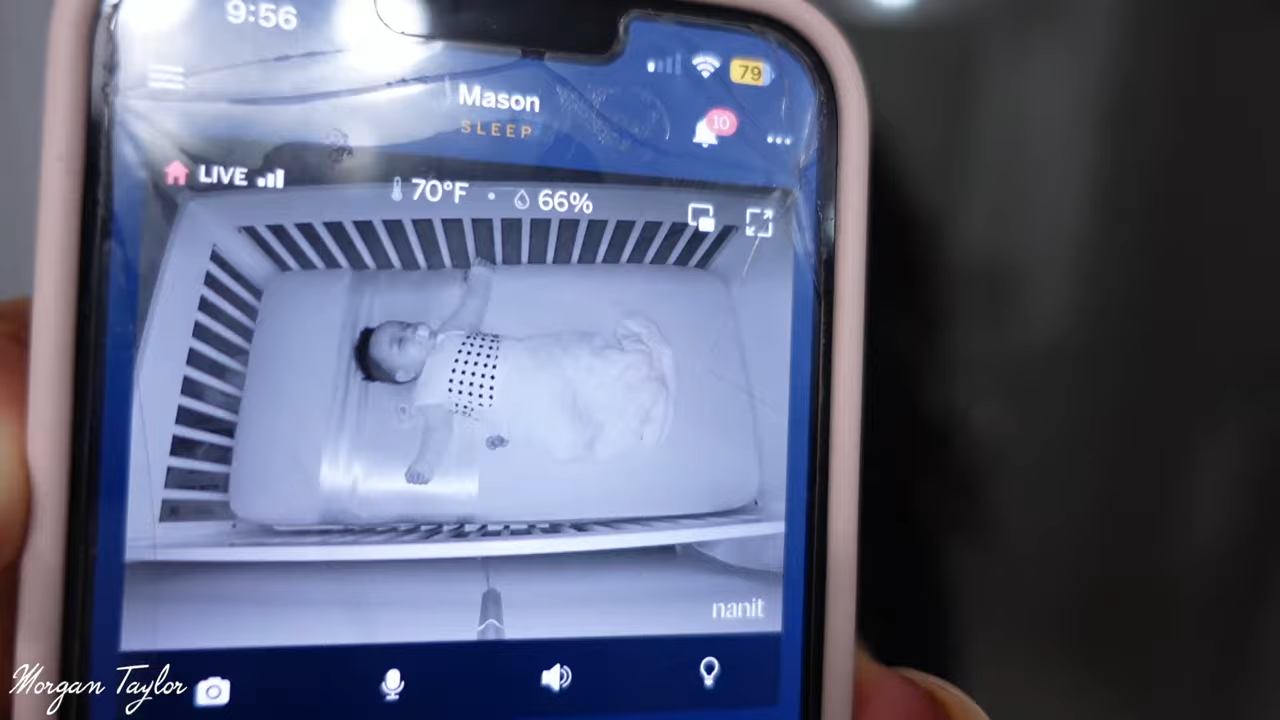 9:56
79
Mason
10
SLEEP
LIVE
70°F • 66%
nanit
Morgan Taylor